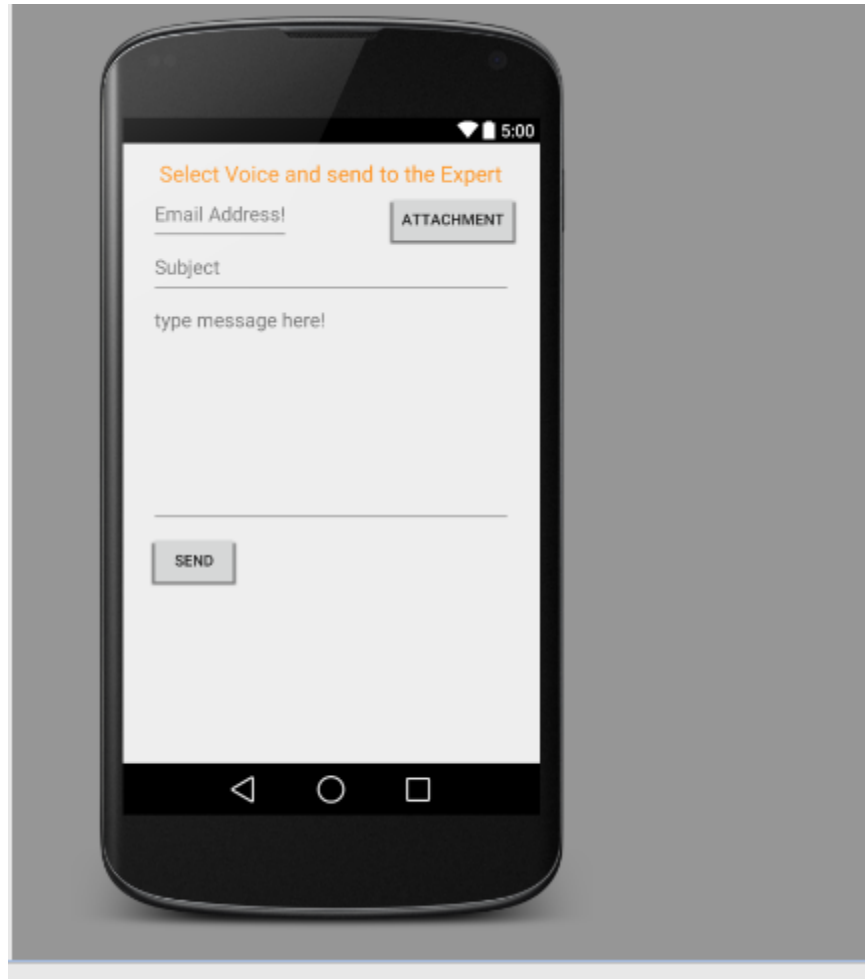 5:00
Select Voice and send to the Expert
Email Address!
ATTACHMENT
Subject
type message here!
SEND